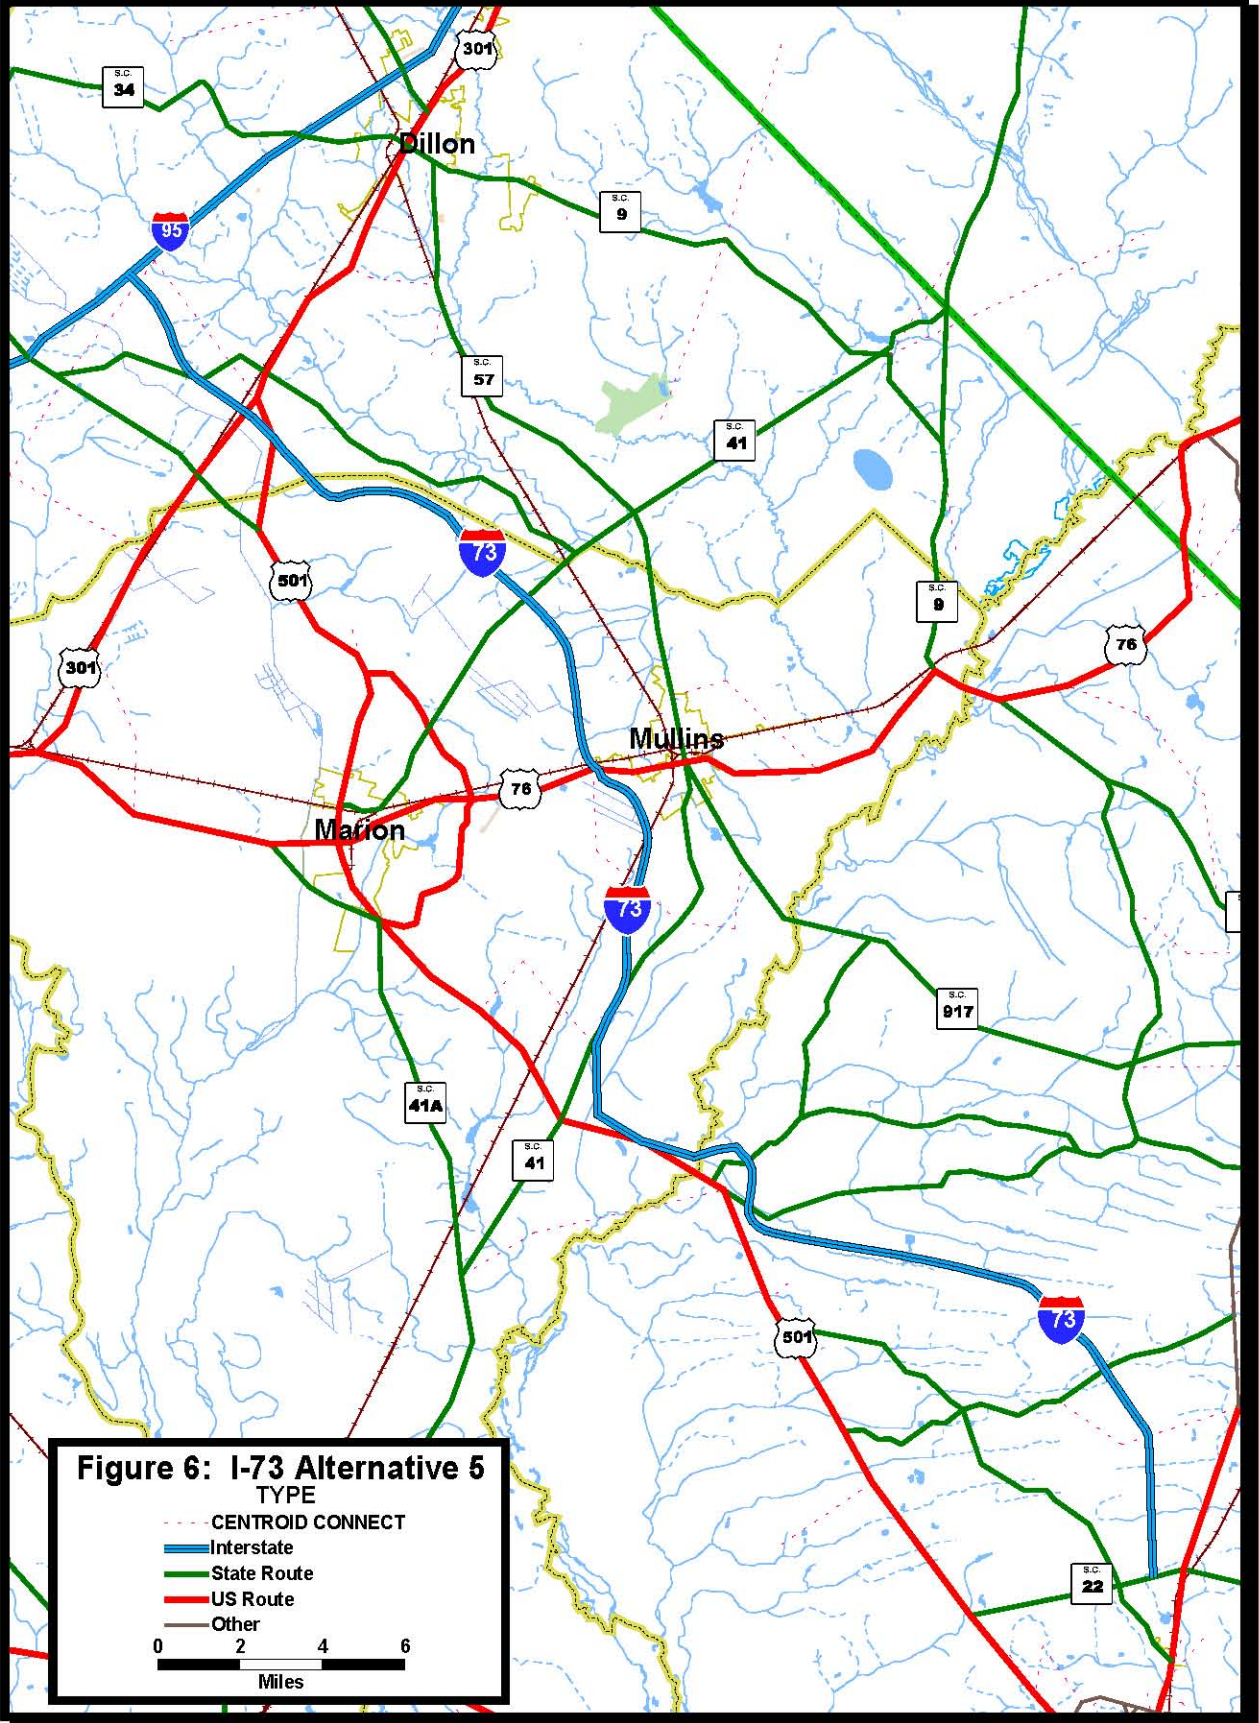 301
S.C.
34
Dillon
S.C.
9
95
S.C.
57
S.C.
41
73
501
S.C.
9
76
301
Mullins
76
Marion
73
S.C.
917
S.C.
41A
S.C.
41
73
501
S.C.
22
Figure 6: I-73 Alternative 5
TYPE
CENTROID CONNECT
Interstate
State Route
US Route
Other
0 2 4 6
Miles